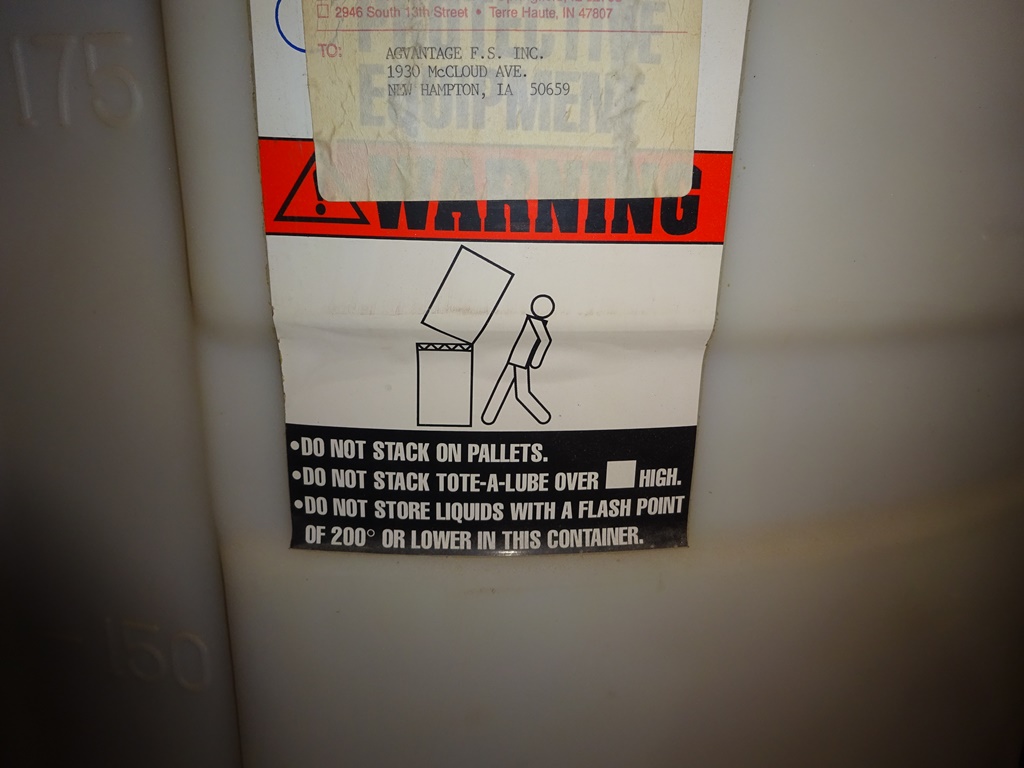 175
2946 South 13th Street • Terre Haute, IN 47807
PROTECTIVE
TO: AGVANTAGE F.S. INC.
1930 McCLOUD AVE.
NEW HAMPTON, IA 50659
EQUIPMENT
WARNING
•DO NOT STACK ON PALLETS.
•DO NOT STACK TOTE-A-LUBE OVER HIGH.
•DO NOT STORE LIQUIDS WITH A FLASH POINT
OF 200° OR LOWER IN THIS CONTAINER.
150